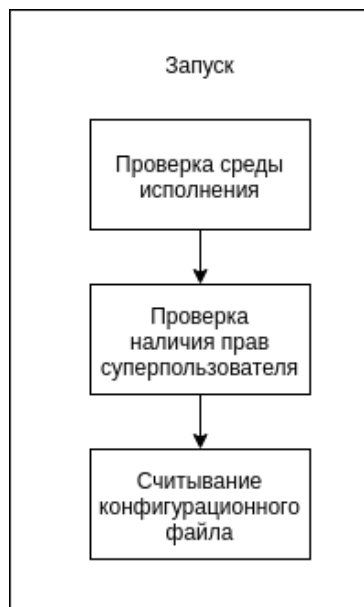 Запуск
Проверка среды
исполнения
Проверка
наличия прав
суперпользователя
Считывание
конфигурационного
файла